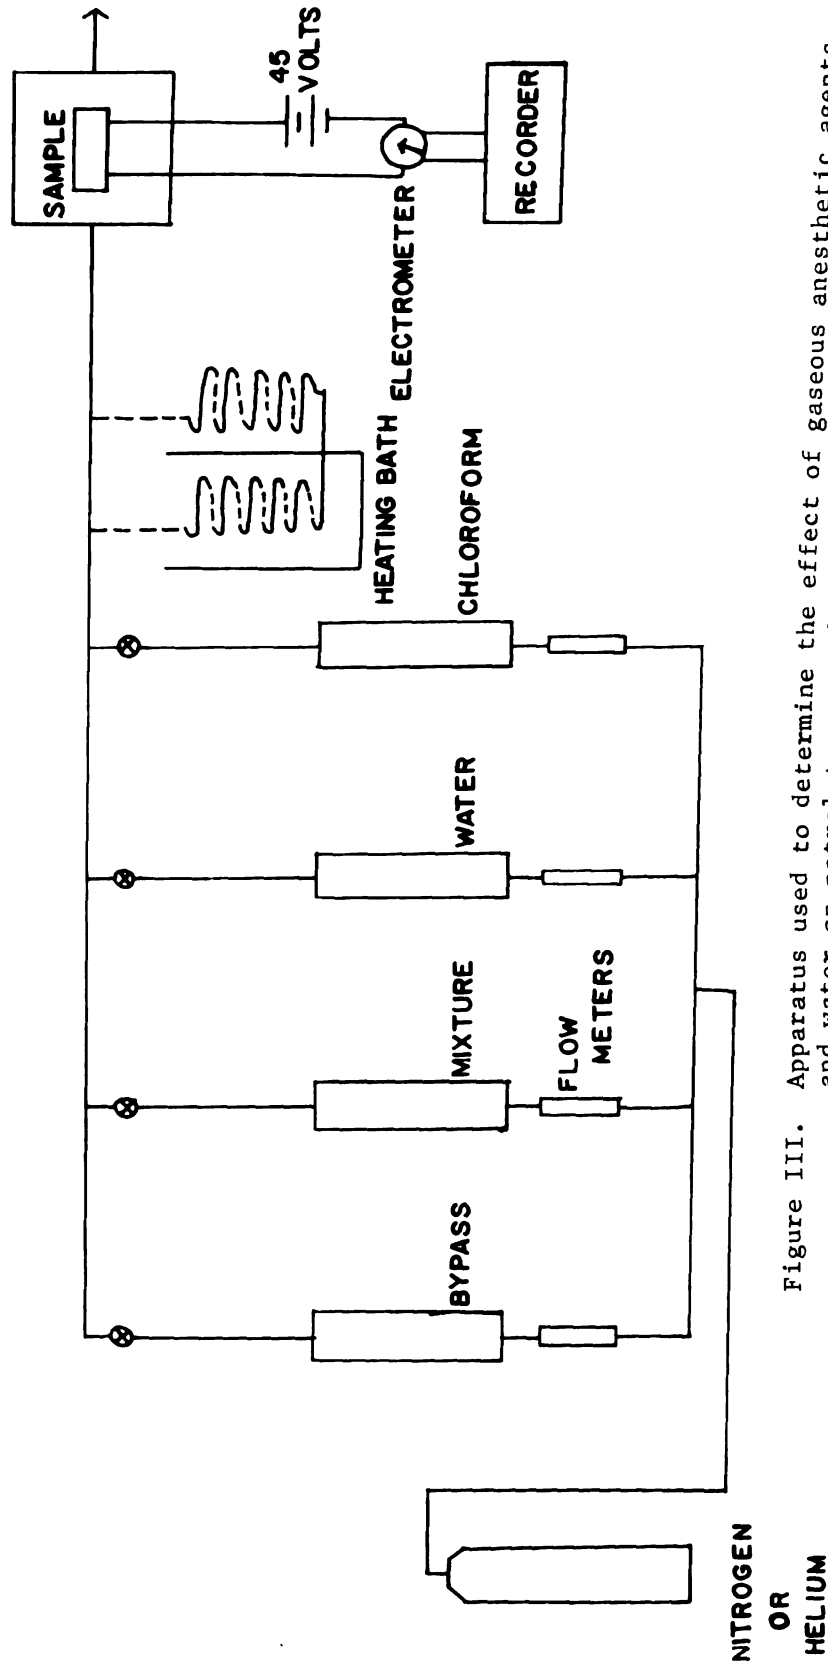 SAMPLE
45
VOLTS
ELECTROMETER
RECORDER
HEATING BATH
CHLOROFORM
WATER
MIXTURE
FLOW
METERS
BYPASS
NITROGEN
OR
HELIUM
Figure III. Apparatus used to determine the effect of gaseous anesthetic agents
and water on